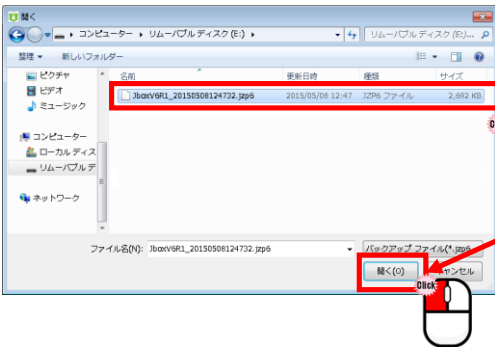 開く
コンピューター ▸ リムーバブル ディスク (E:) ▸
リムーバブル ディスク (E:)...
整理 新しいフォルダー
ピクチャ
ビデオ
ミュージック
コンピューター
ローカル ディス
リムーバブル デ
ネットワーク
名前 更新日時 種類 サイズ
JboxV6R1_20150508124732.jzp6 2015/05/08 12:47 JZP6 ファイル 2,692 KB
ファイル名(N): JboxV6R1_20150508124732.jzp6 バックアップ ファイル(*.jzp6
開く(O) ャンセル
Click